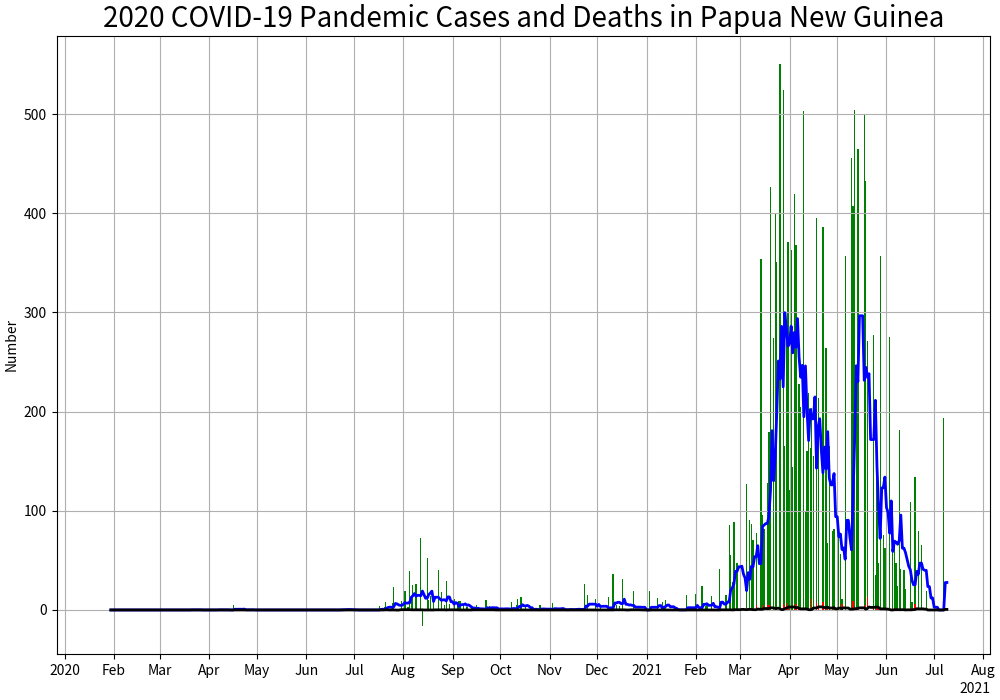 2020 COVID-19 Pandemic Cases and Deaths in Papua New Guinea
Number
500
400
300
200
100
0
2020 Feb Mar Apr May Jun Jul Aug Sep Oct Nov Dec 2021 Feb Mar Apr May Jun Jul Aug
2021